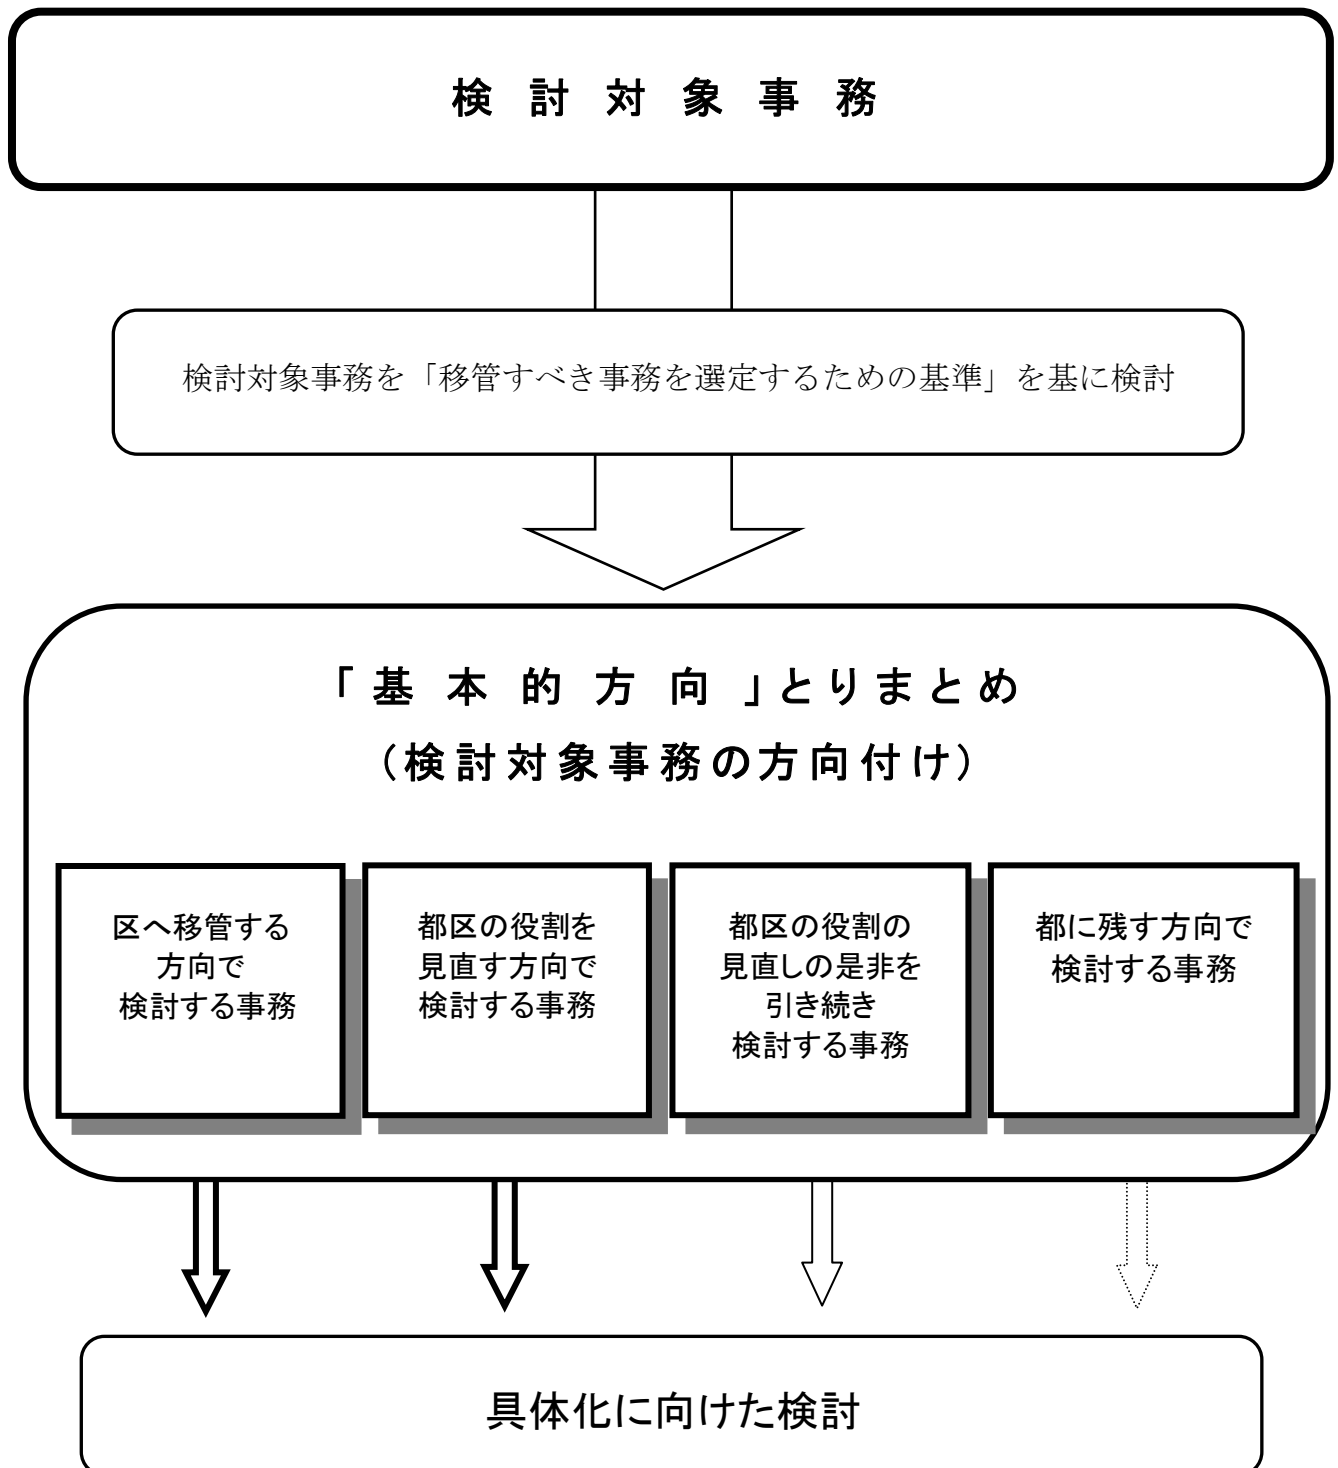 検討対象事務
検討対象事務を「移管すべき事務を選定するための基準」を基に検討
「基本的方向」とりまとめ
（検討対象事務の方向付け）
区へ移管する
方向で
検討する事務
都区の役割を
見直す方向で
検討する事務
都区の役割の
見直しの是非を
引き続き
検討する事務
都に残す方向で
検討する事務
具体化に向けた検討